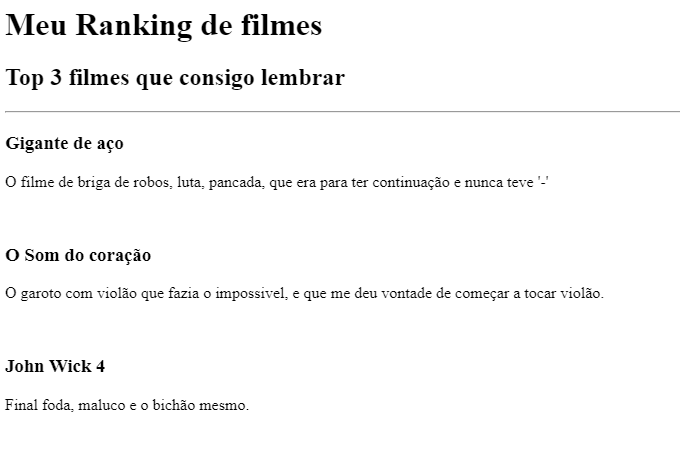 Meu Ranking de filmes
Top 3 filmes que consigo lembrar
Gigante de aço
O filme de briga de robos, luta, pancada, que era para ter continuação e nunca teve '-'
O Som do coração
O garoto com violão que fazia o impossivel, e que me deu vontade de começar a tocar violão.
John Wick 4
Final foda, maluco e o bichão mesmo.